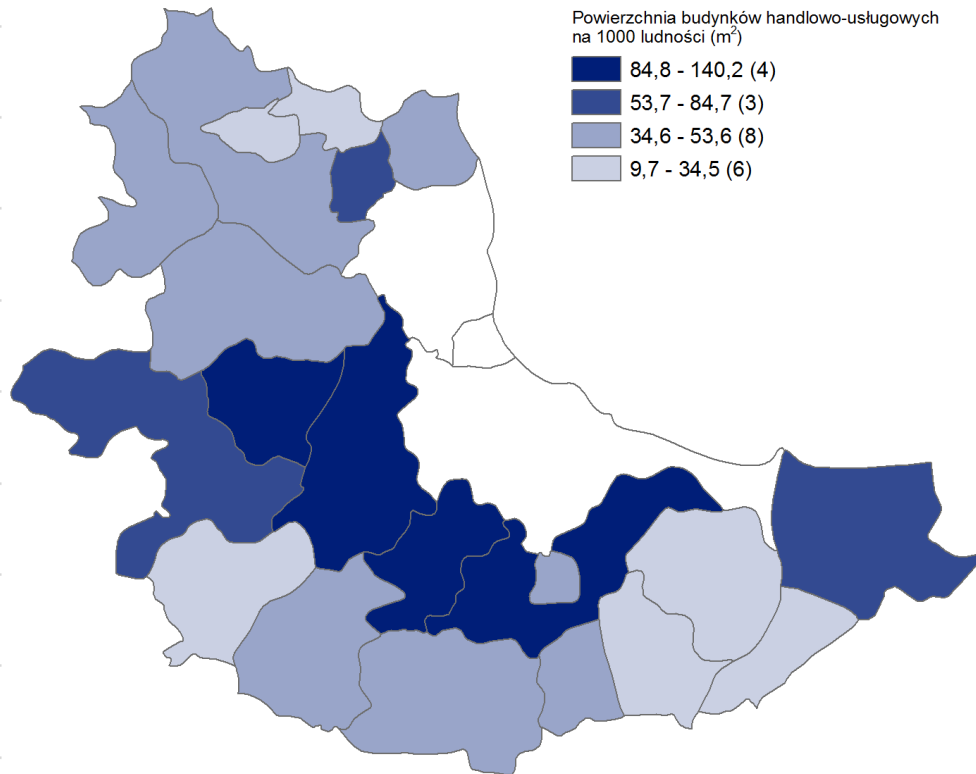 Powierzchnia budynków handlowo-usługowych
na 1000 ludności (m²)
84,8 - 140,2 (4)
53,7 - 84,7 (3)
34,6 - 53,6 (8)
9,7 - 34,5 (6)